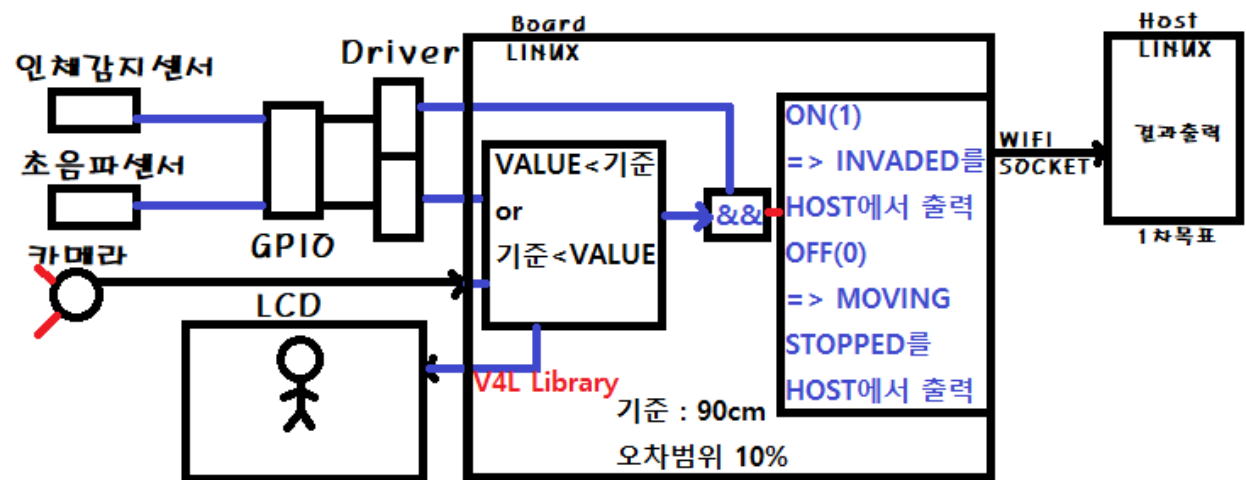 인체감지센서
초음파센서
카메라
GPIO
Driver
LCD
Board
LINUX
VALUE<기준
or
기준<VALUE
&&
ON(1)
=> INVADED를
HOST에서 출력
OFF(0)
=> MOVING
STOPPED를
HOST에서 출력
V4L Library
기준 : 90cm
오차범위 10%
WIFI
SOCKET
Host
LINUX
결과출력
1차목표